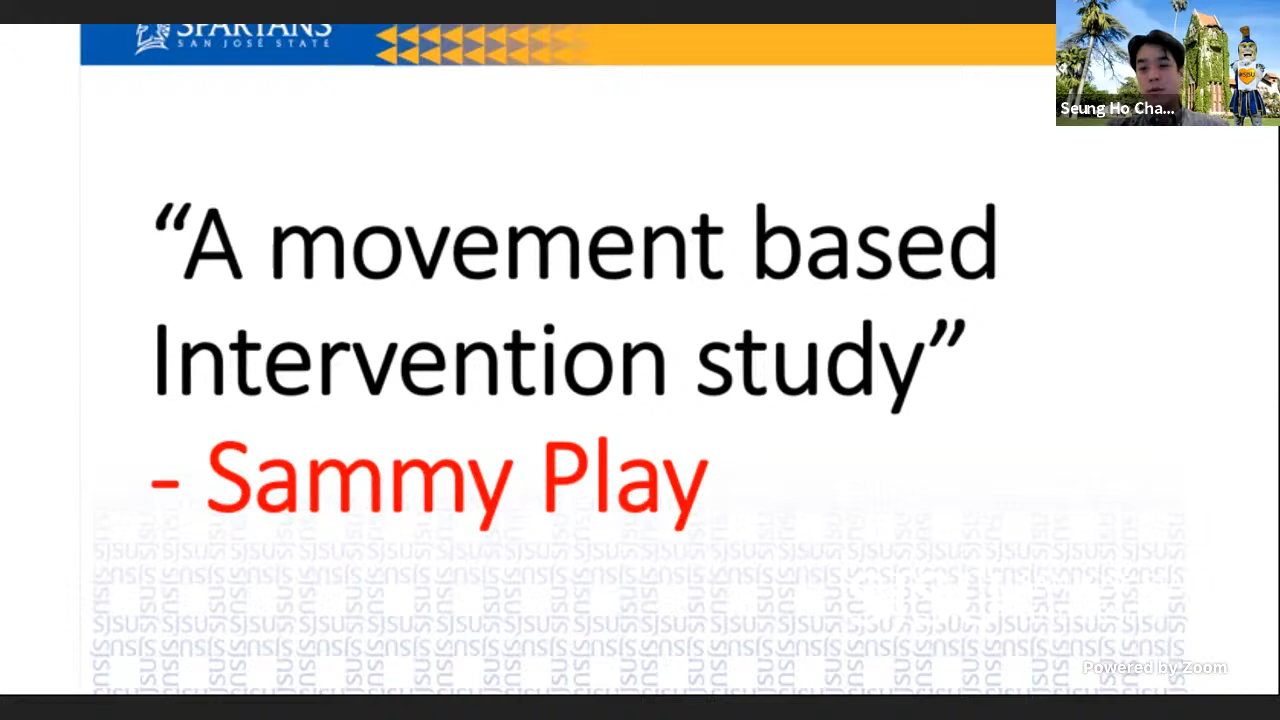 SPARTANS
SAN JOSÉ STATE
Seung Ho Cha...
“A movement based
Intervention study”
- Sammy Play
Powered by Zoom